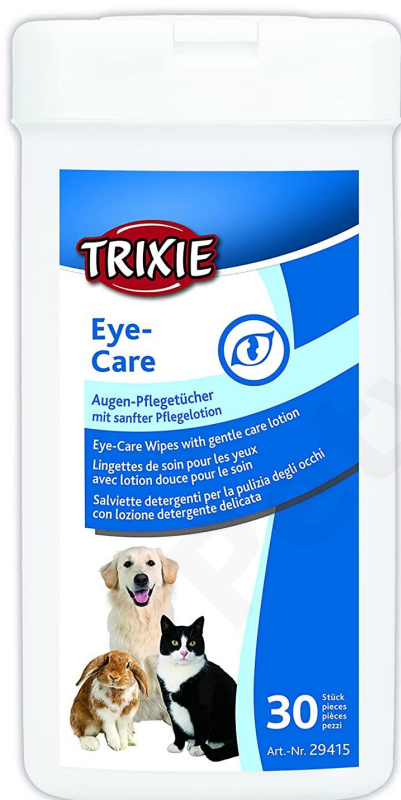 TRIXIE
Eye-
Care
Augen-Pflegetücher
mit sanfter Pflegelotion
Eye-Care Wipes with gentle care lotion
Lingettes de soin pour les yeux
avec lotion douce pour le soin
Salviette detergenti per la pulizia degli occhi
con lozione detergente delicata
30
Stück
pieces
pièces
pezzi
Art.-Nr. 29415